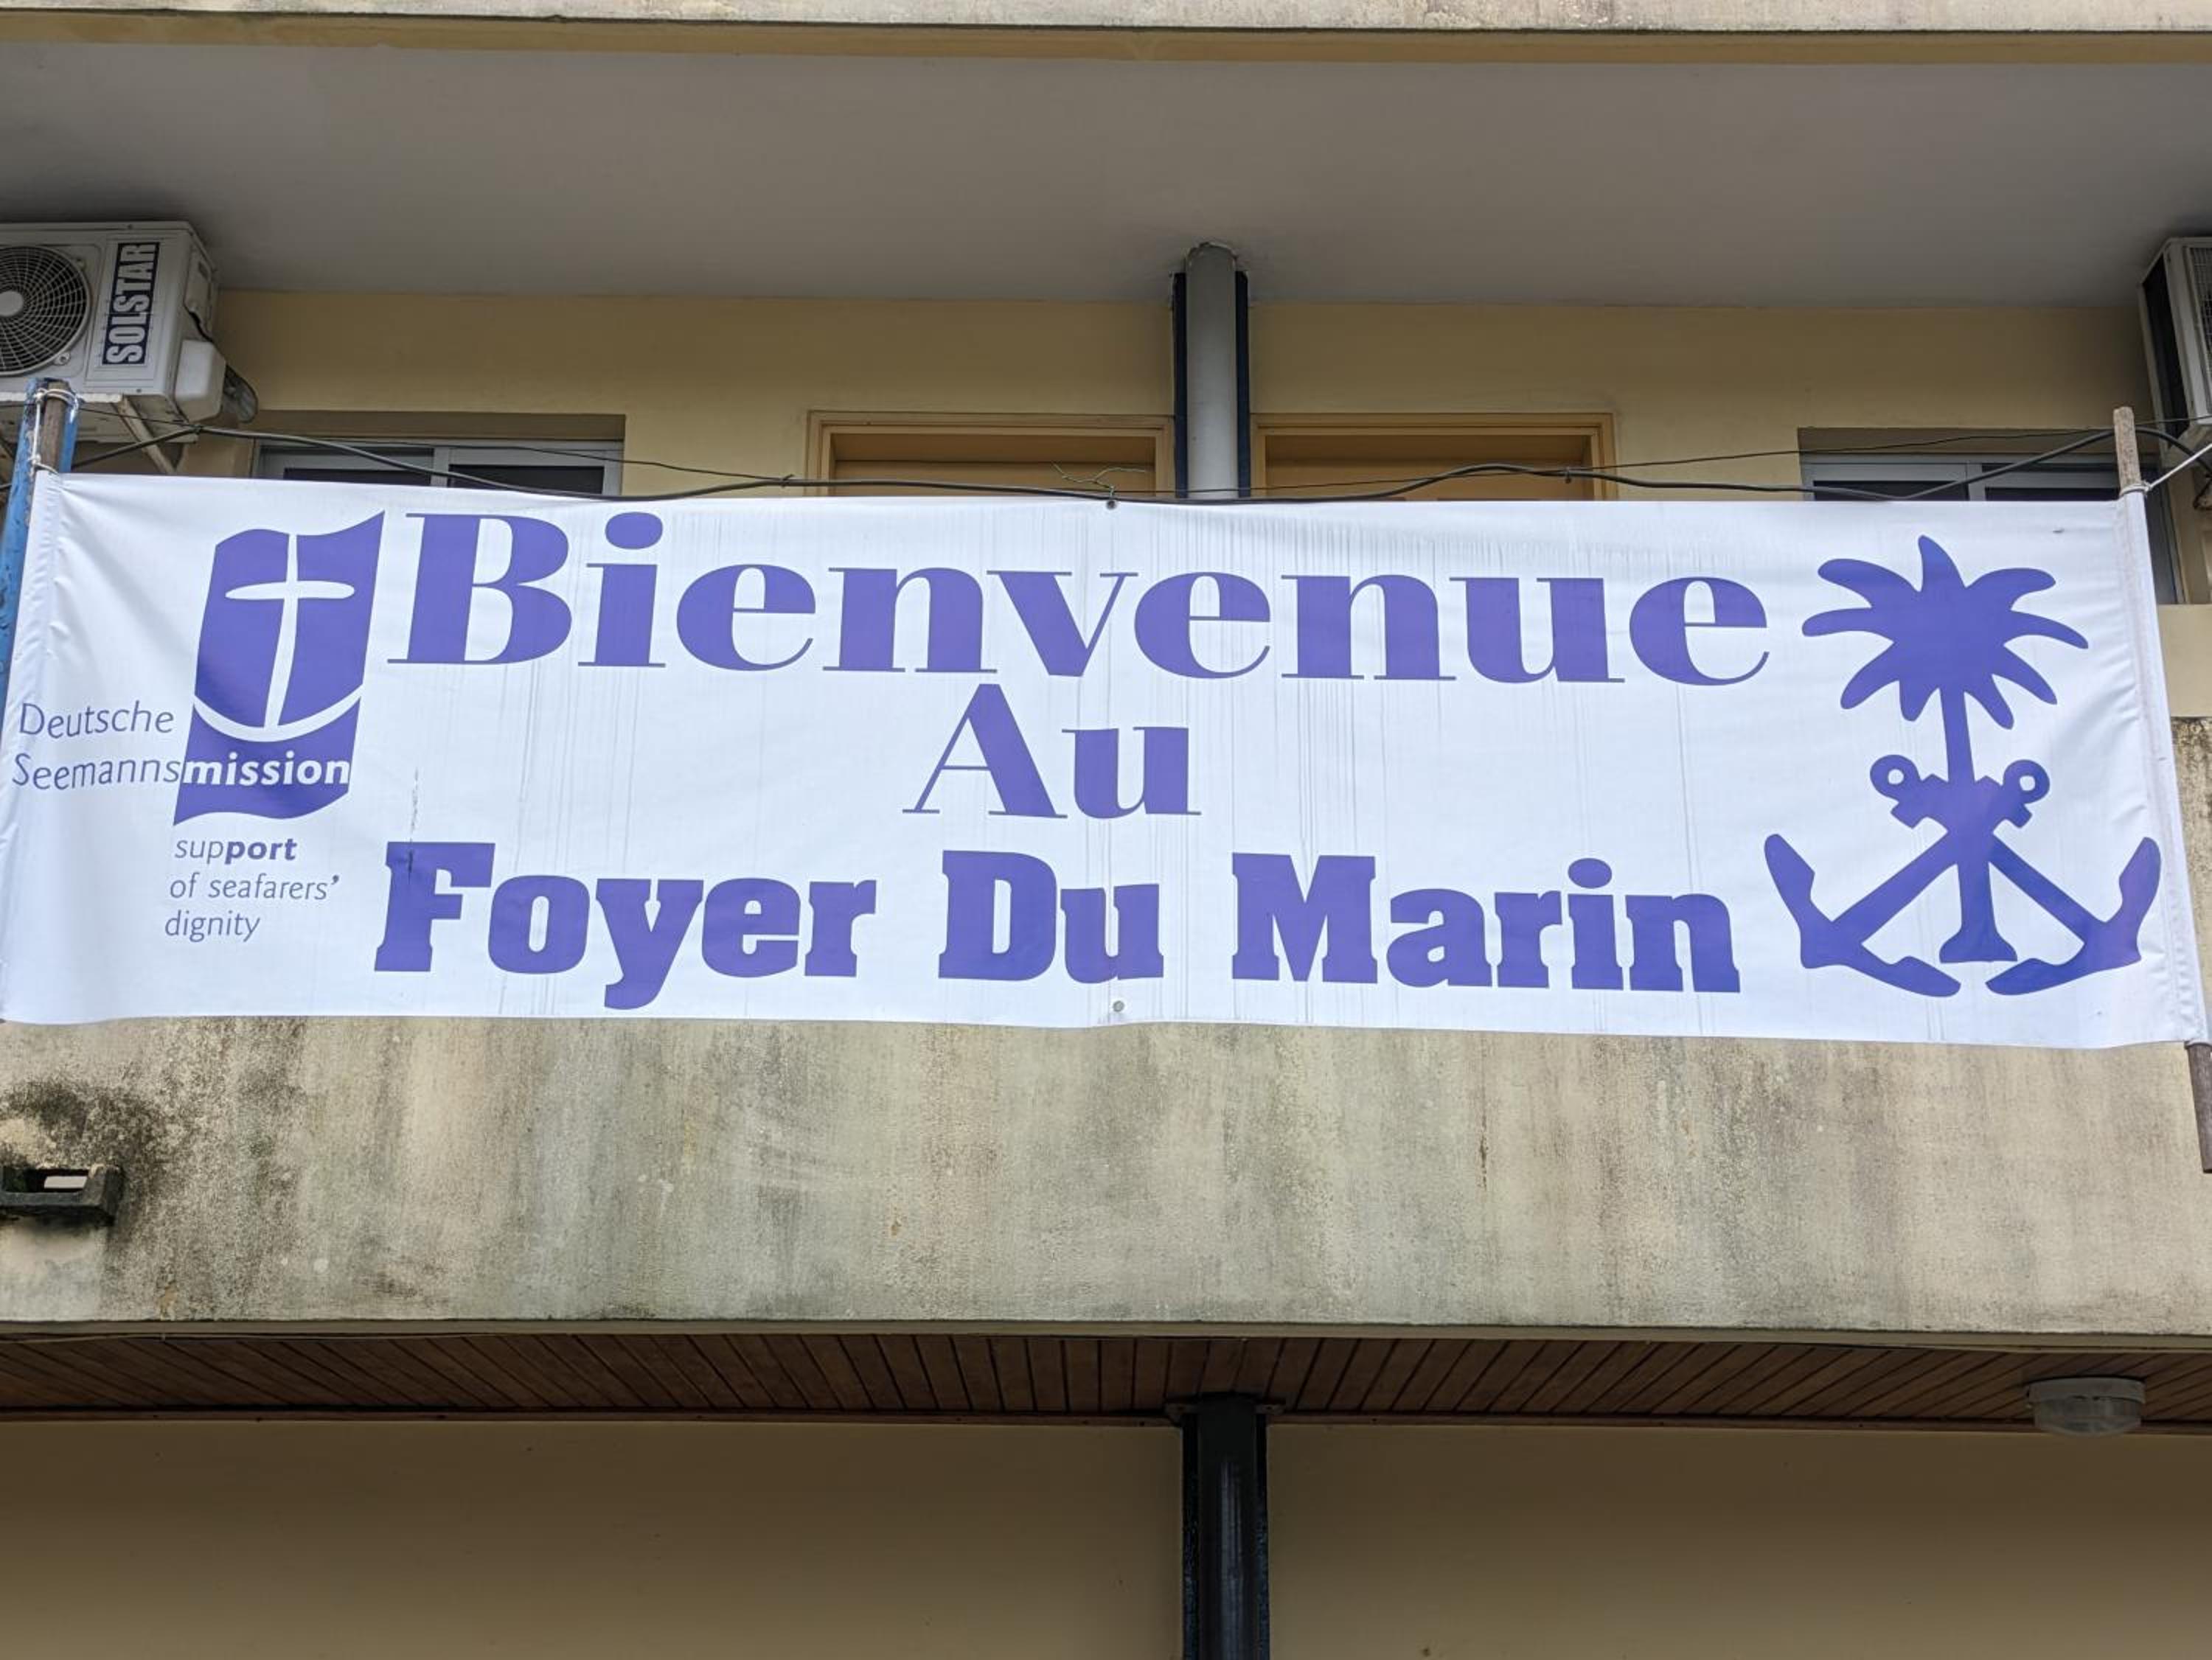 SOLSTAR
Bienvenue
Au
Foyer Du Marin
Deutsche
Seemannsmission
support
of seafarers'
dignity